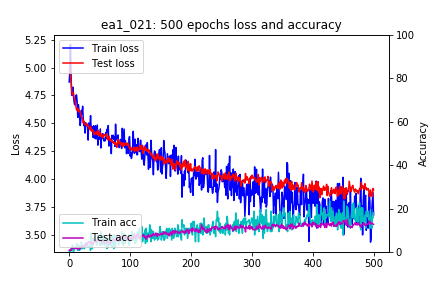 ea1_021: 500 epochs loss and accuracy
5.25
5.00
4.75
4.50
4.25
4.00
3.75
3.50
Loss
Train loss
Test loss
Train acc
Test acc
100
80
60
40
20
0
Accuracy
0
100
200
300
400
500